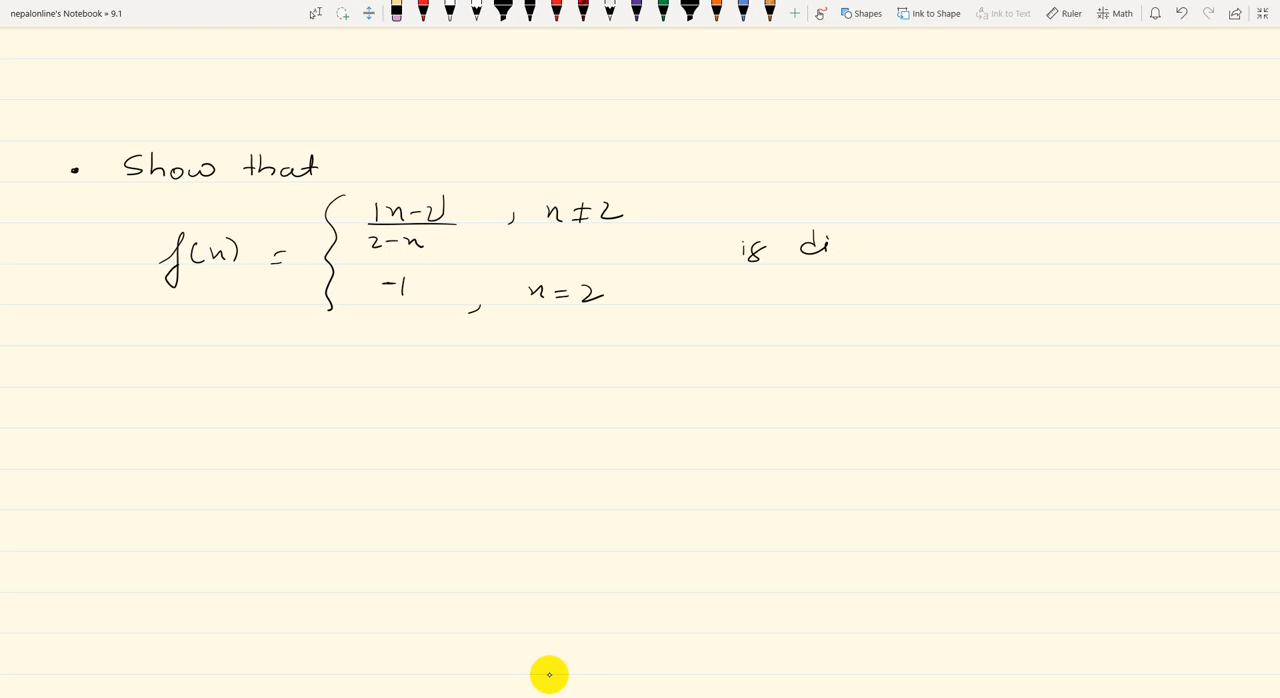 nepalonline's Notebook » 9.1
Shapes Ink to Shape Ink to Text Ruler Math
• Show that
f(x) = { |x-2| / 2-x , x ≠ 2
-1 , x = 2
is di